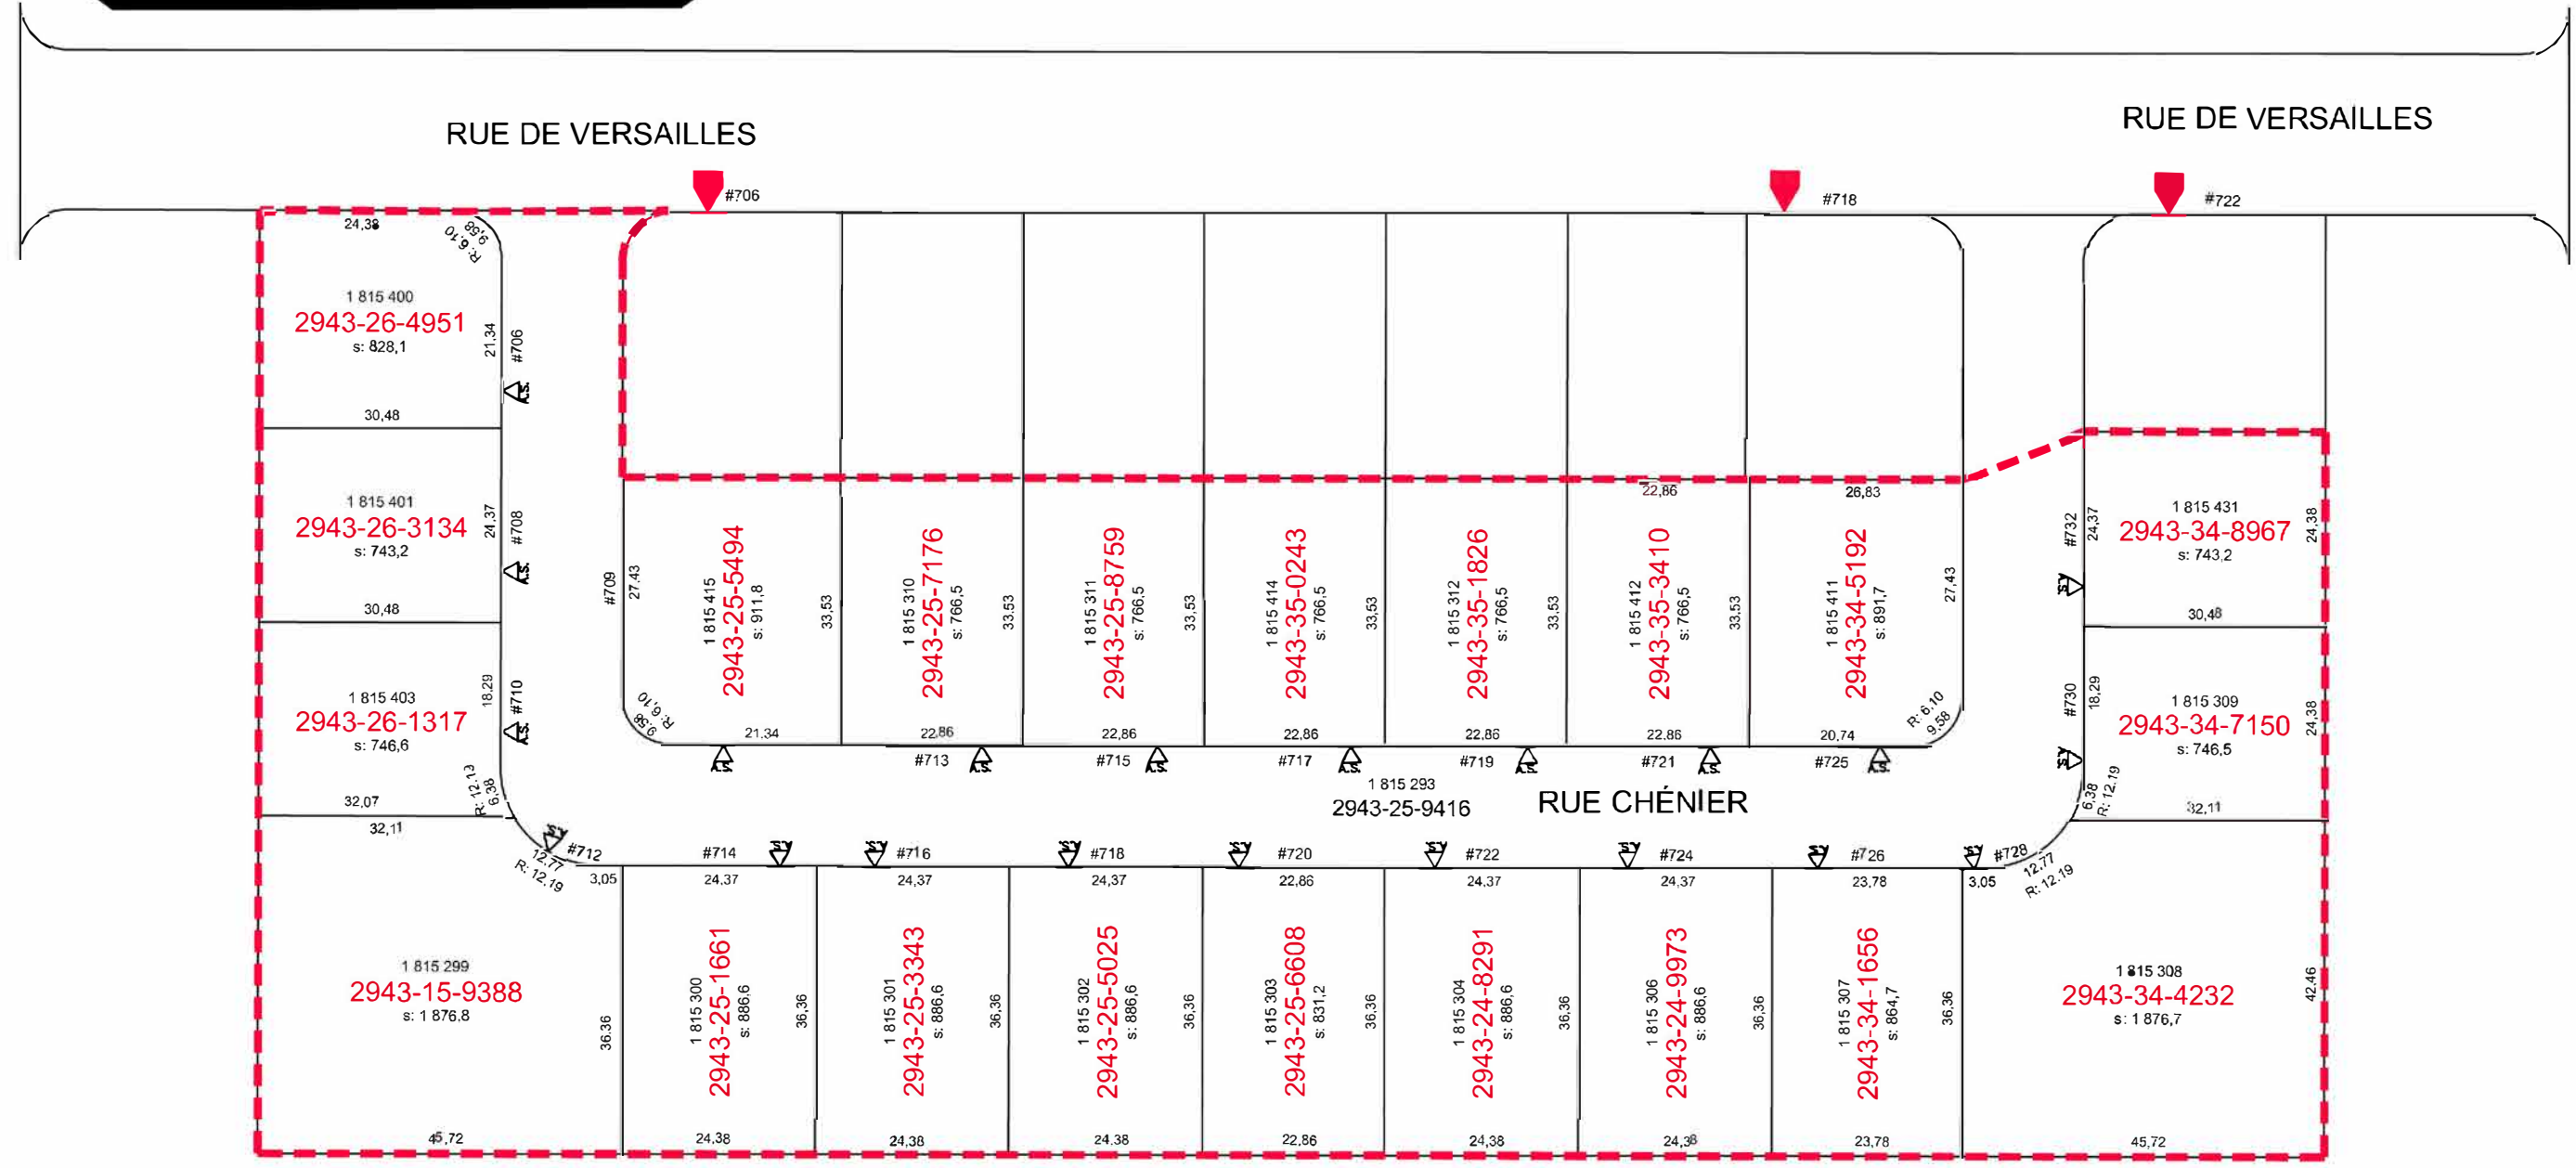 RUE DE VERSAILLES
RUE DE VERSAILLES
#706
#718
#722
24,38
R: 6,10
9,58
1 815 400
2943-26-4951
s: 828,1
21,34
#706
A.S.
30,48
1 815 401
2943-26-3134
s: 743,2
24,37
#708
A.S.
30,48
1 815 403
2943-26-1317
s: 746,6
18,29
#710
A.S.
32,07
R: 12,19
6,38
32,11
#709
27,43
1 815 415
2943-25-5494
s: 911,8
33,53
R: 6,10
9,58
21,34
A.S.
1 815 310
2943-25-7176
s: 766,5
33,53
22,86
#713
A.S.
1 815 311
2943-25-8759
s: 766,5
33,53
22,86
#715
A.S.
1 815 414
2943-35-0243
s: 766,5
33,53
22,86
#717
A.S.
1 815 312
2943-35-1826
s: 766,5
33,53
22,86
#719
A.S.
22,86
1 815 412
2943-35-3410
s: 766,5
33,53
22,86
#721
A.S.
26,83
1 815 411
2943-34-5192
s: 891,7
27,43
R: 6,10
9,58
20,74
#725
A.S.
#732
24,37
1 815 431
2943-34-8967
s: 743,2
24,38
A.S.
30,48
#730
18,29
1 815 309
2943-34-7150
s: 746,5
24,38
A.S.
6,38
R: 12,19
32,11
1 815 293
2943-25-9416
RUE CHÉNIER
A.S.
#712
12,77
R: 12,19
3,05
1 815 299
2943-15-9388
s: 1 876,8
36,36
45,72
#714
A.S.
24,37
1 815 300
2943-25-1661
s: 886,6
36,36
24,38
A.S.
#716
24,37
1 815 301
2943-25-3343
s: 886,6
36,36
24,38
A.S.
#718
24,37
1 815 302
2943-25-5025
s: 886,6
36,36
24,38
A.S.
#720
22,86
1 815 303
2943-25-6608
s: 831,2
36,36
22,86
A.S.
#722
24,37
1 815 304
2943-24-8291
s: 886,6
36,36
24,38
A.S.
#724
24,37
1 815 306
2943-24-9973
s: 886,6
36,36
24,38
A.S.
#726
23,78
1 815 307
2943-34-1656
s: 864,7
36,36
23,78
A.S.
#728
3,05
12,77
R: 12,19
1 815 308
2943-34-4232
s: 1 876,7
42,46
45,72